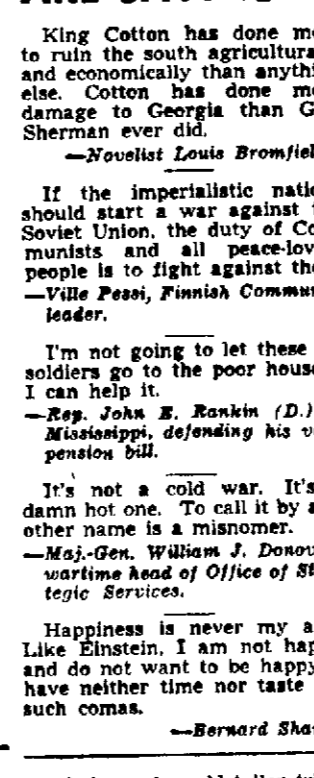 King Cotton has done m
to ruin the south agricultura
and economically than anythi
else. Cotton has done m
damage to Georgia than G
Sherman ever did.
—Novelist Louis Bromfiel
If the imperialistic natio
should start a war against
Soviet Union, the duty of Co
munists and all peace-lov
people is to fight against the
—Ville Pessi, Finnish Commun
leader.
I'm not going to let these
soldiers go to the poor house
I can help it.
—Rep. John E. Rankin (D.)
Mississippi, defending his v
pension bill.
It's not a cold war. It's
damn hot one. To call it by a
other name is a misnomer.
—Maj.-Gen. William J. Donov
wartime head of Office of St
tegic Services.
Happiness is never my a
Like Einstein, I am not hap
and do not want to be happy
have neither time nor taste
such comas.
—Bernard Sha